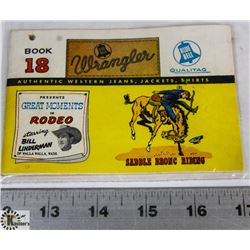 BOOK
18
Wrangler
BLUE BELL
QUALITAG
AUTHENTIC WESTERN JEANS, JACKETS, SHIRTS
PRESENTS
GREAT MOMENTS
IN
RODEO
starring
BILL
LINDERMAN
OF WALLA WALLA, WASH.
SADDLE BRONC RIDING
13 14 15 16 17